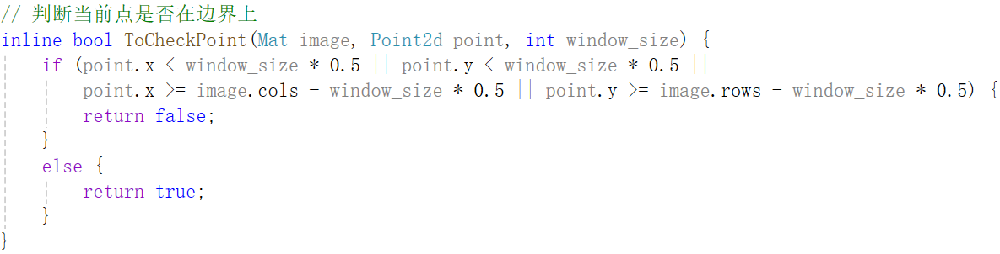 // 判断当前点是否在边界上
inline bool ToCheckPoint(Mat image, Point2d point, int window_size) {
    if (point.x < window_size * 0.5 || point.y < window_size * 0.5 ||
        point.x >= image.cols - window_size * 0.5 || point.y >= image.rows - window_size * 0.5) {
        return false;
    }
    else {
        return true;
    }
}